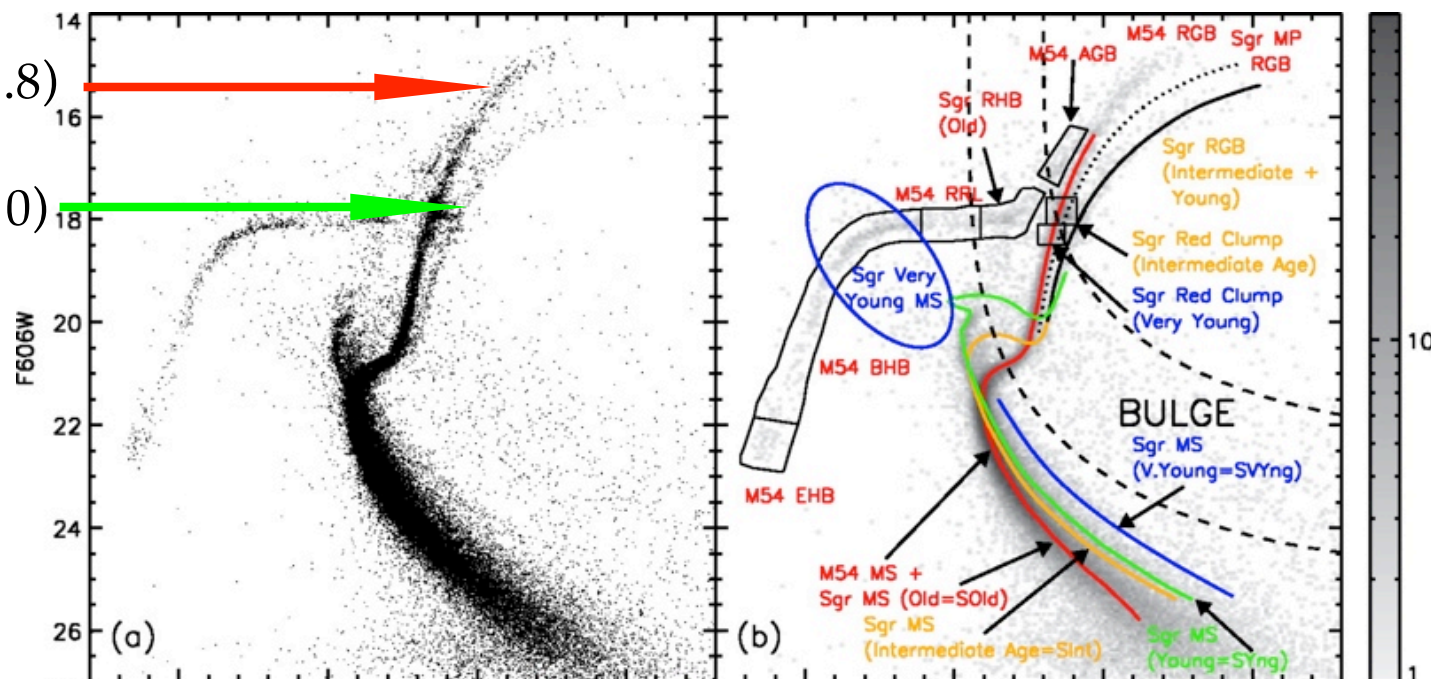 .8)
0)
F606W
14
16
18
20
22
24
26
(a)
M54 RGB
Sgr MP
RGB
M54 AGB
Sgr RHB
(Old)
Sgr RGB
(Intermediate +
Young)
M54 RRL
Sgr Red Clump
(Intermediate Age)
Sgr Very
Young MS
Sgr Red Clump
(Very Young)
M54 BHB
BULGE
Sgr MS
(V.Young=SVYng)
M54 EHB
M54 MS +
Sgr MS (Old=SOld)
Sgr MS
(Intermediate Age=SInt)
Sgr MS
(Young=SYng)
(b)
10
1